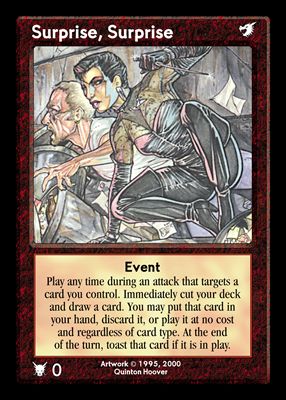 Surprise, Surprise
Event
Play any time during an attack that targets a
card you control. Immediately cut your deck
and draw a card. You may put that card in
your hand, discard it, or play it at no cost
and regardless of card type. At the end
of the turn, toast that card if it is in play.
0
Artwork © 1995, 2000
Quinton Hoover